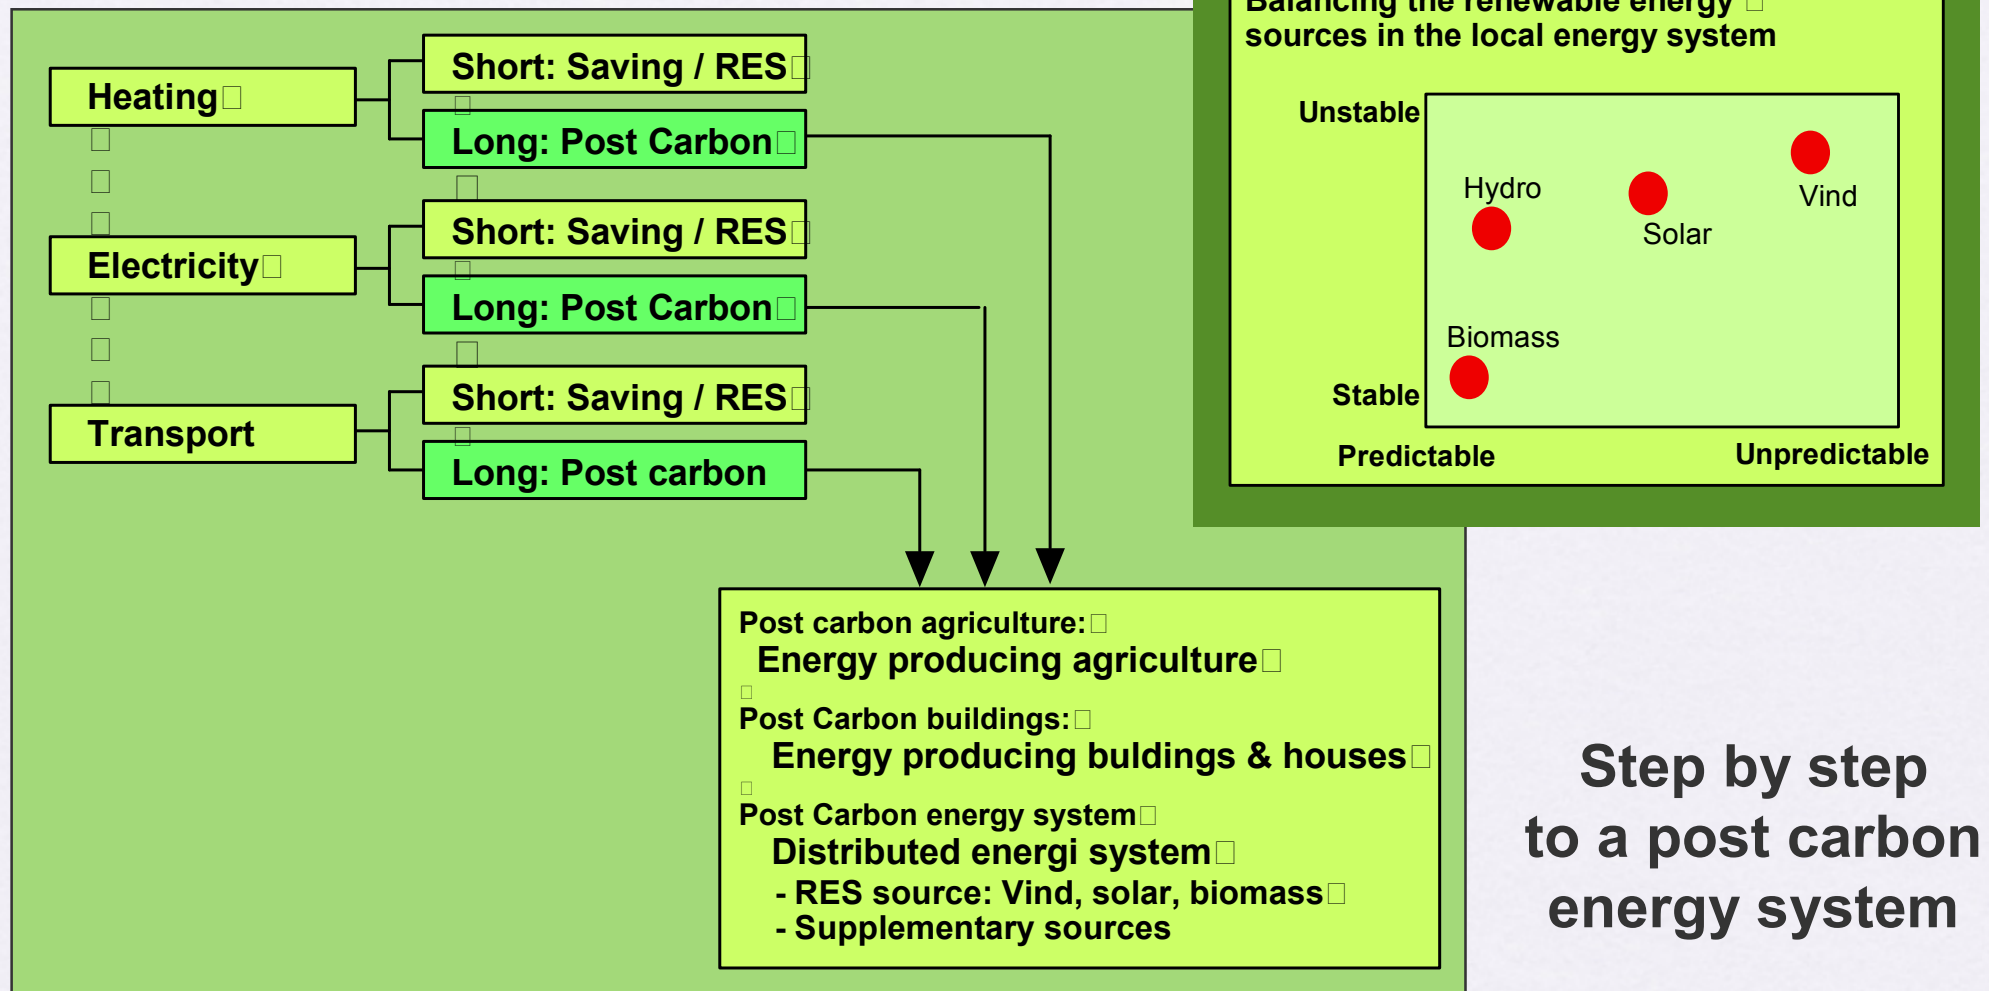 Heating
Short: Saving / RES
Long: Post Carbon
Electricity
Short: Saving / RES
Long: Post Carbon
Transport
Short: Saving / RES
Long: Post carbon
Balancing the renewable energy
sources in the local energy system
Unstable
Hydro
Solar
Vind
Biomass
Stable
Predictable
Unpredictable
Post carbon agriculture:
Energy producing agriculture
Post Carbon buildings:
Energy producing buldings & houses
Post Carbon energy system
Distributed energi system
- RES source: Vind, solar, biomass
- Supplementary sources
Step by step
to a post carbon
energy system